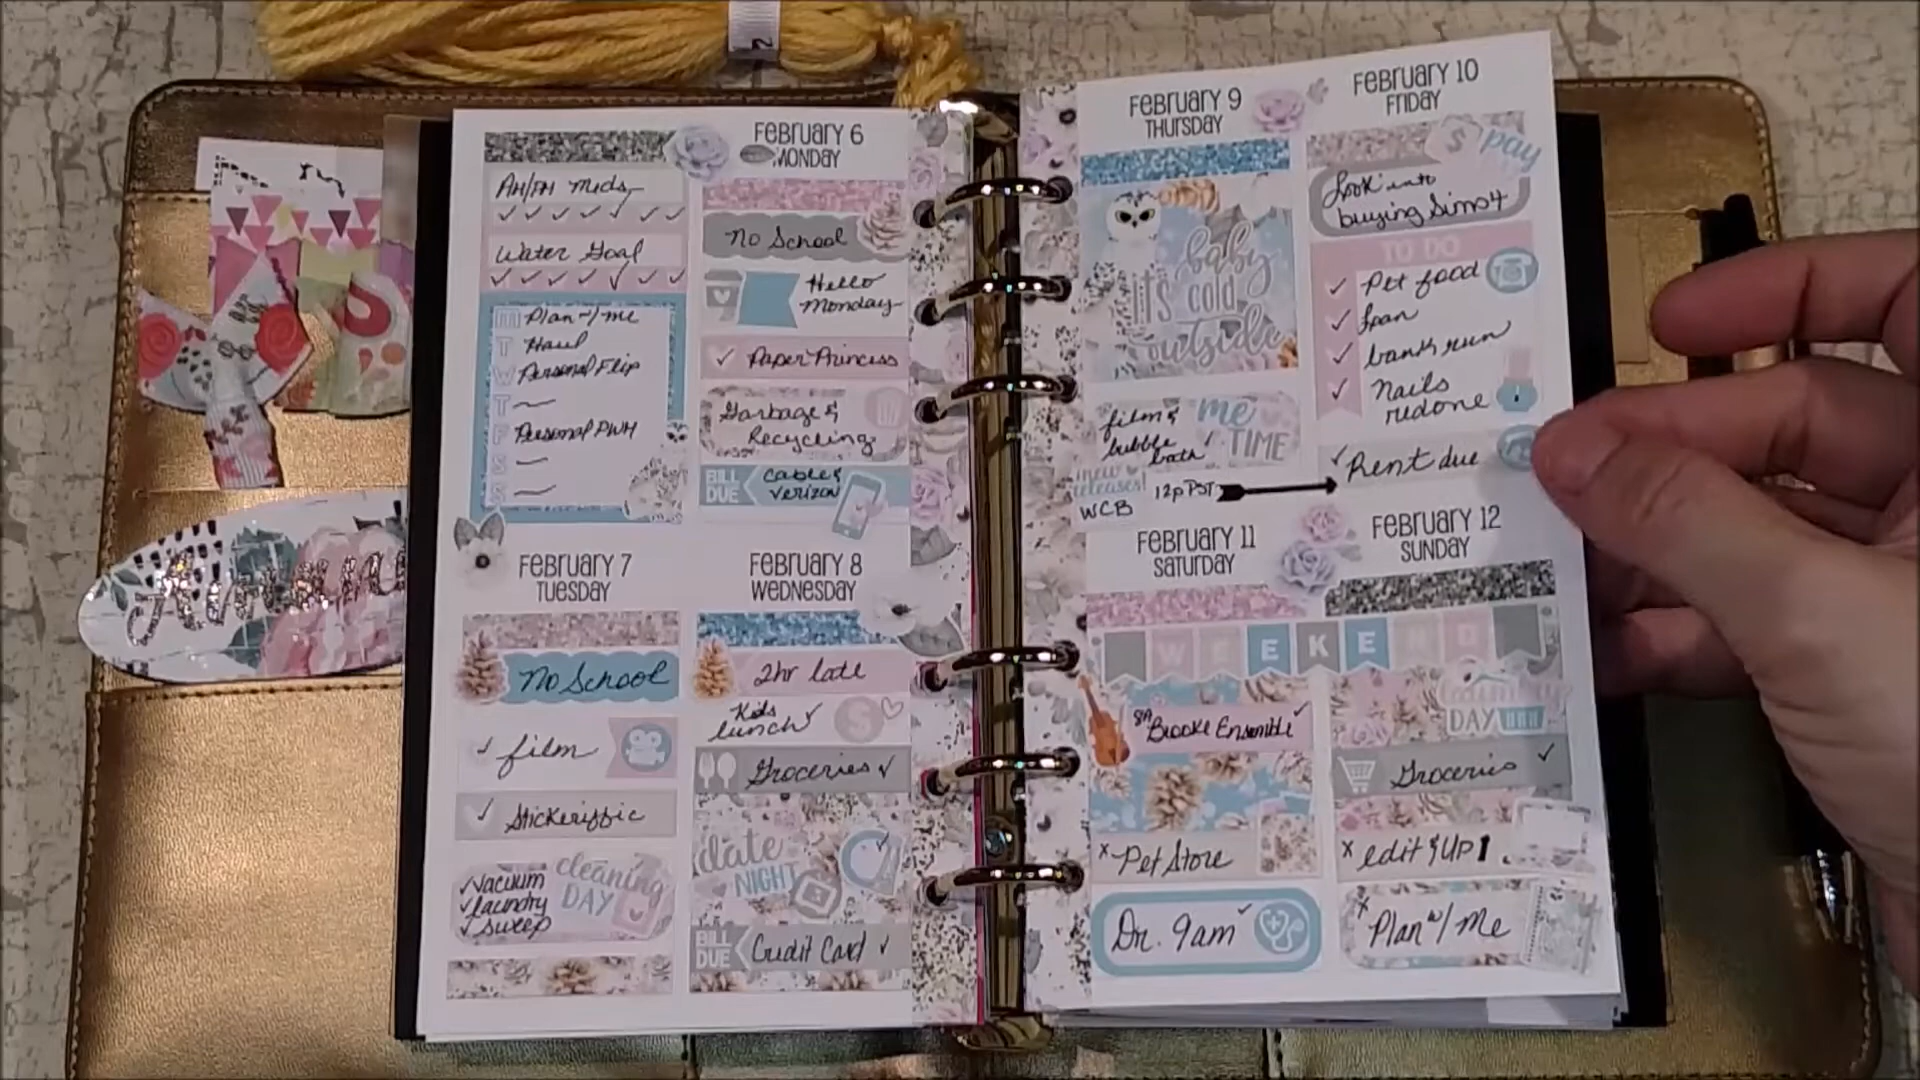 AM/PM meds
Water Goal
M Plan w/ me
T Haul
W Personal Flip
T
F Personal PWM
S
S
February 6
Monday
No School
Hello
Monday
Paper Princess
Garbage &
Recycling
BILL DUE
Cable &
verizon
February 7
Tuesday
No School
film
Stickeriffic
Vacuum
Laundry
Sweep
cleaning
DAY
February 8
Wednesday
2hr late
Kids
lunch
Groceries
date
NIGHT
BILL DUE
Credit Card
February 9
Thursday
baby
IT'S cold
outside
film &
bubble
bath
me
TIME
new
releases!
WCB
12p PST
February 10
Friday
pay
Look into
buying Sims 4
TO DO
Pet food
Loan
bank run
Nails
redone
Rent due
February 11
Saturday
February 12
Sunday
WEEKEND
Brooke Ensemble
Pet Store
Dr. 9am
DAY
Groceries
edit & UP
Plan w/ Me